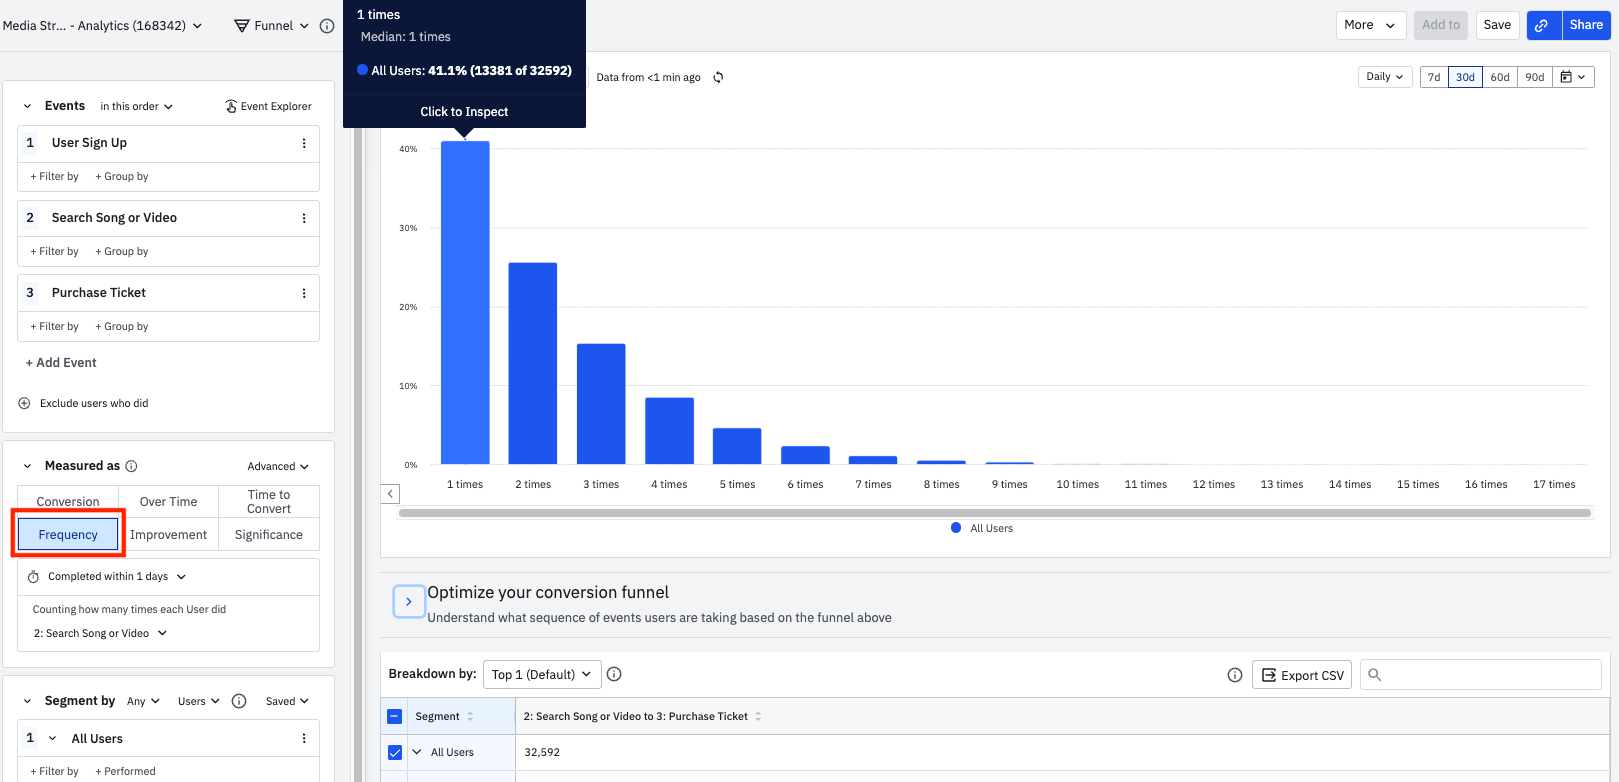 Media Str... - Analytics (168342)
Funnel
1 times
Median: 1 times
All Users: 41.1% (13381 of 32592)
Click to Inspect
More
Add to
Save
Share
Data from <1 min ago
Daily
7d
30d
60d
90d
Events
in this order
Event Explorer
1 User Sign Up
+ Filter by + Group by
2 Search Song or Video
+ Filter by + Group by
3 Purchase Ticket
+ Filter by + Group by
+ Add Event
Exclude users who did
Measured as
Advanced
Conversion
Over Time
Time to
Convert
Frequency
Improvement
Significance
Completed within 1 days
Counting how many times each User did
2: Search Song or Video
Segment by
Any
Users
Saved
1 All Users
+ Filter by + Performed
40%
30%
20%
10%
0%
1 times
2 times
3 times
4 times
5 times
6 times
7 times
8 times
9 times
10 times
11 times
12 times
13 times
14 times
15 times
16 times
17 times
All Users
Optimize your conversion funnel
Understand what sequence of events users are taking based on the funnel above
Breakdown by:
Top 1 (Default)
Export CSV
Segment
2: Search Song or Video to 3: Purchase Ticket
All Users
32,592